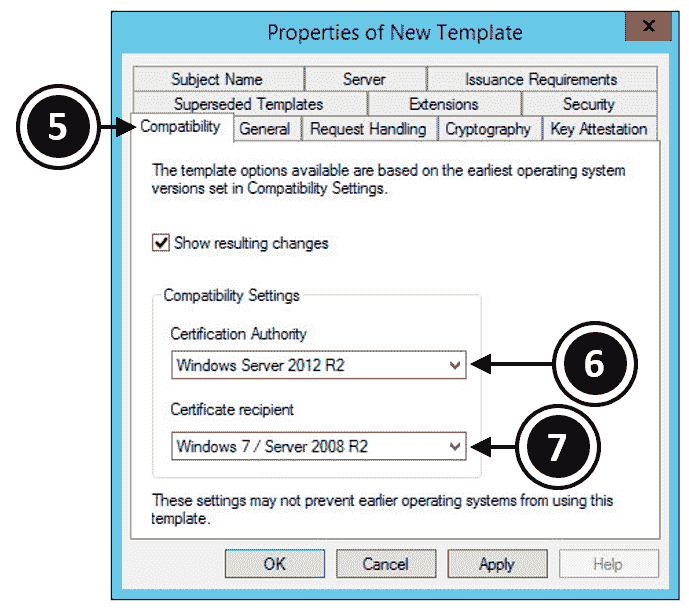 Properties of New Template
x
Subject Name Server Issuance Requirements
Superseded Templates Extensions Security
5
Compatibility General Request Handling Cryptography Key Attestation
The template options available are based on the earliest operating system
versions set in Compatibility Settings.
Show resulting changes
Compatibility Settings
Certification Authority
Windows Server 2012 R2
6
Certificate recipient
Windows 7 / Server 2008 R2
7
These settings may not prevent earlier operating systems from using this
template.
OK Cancel Apply Help